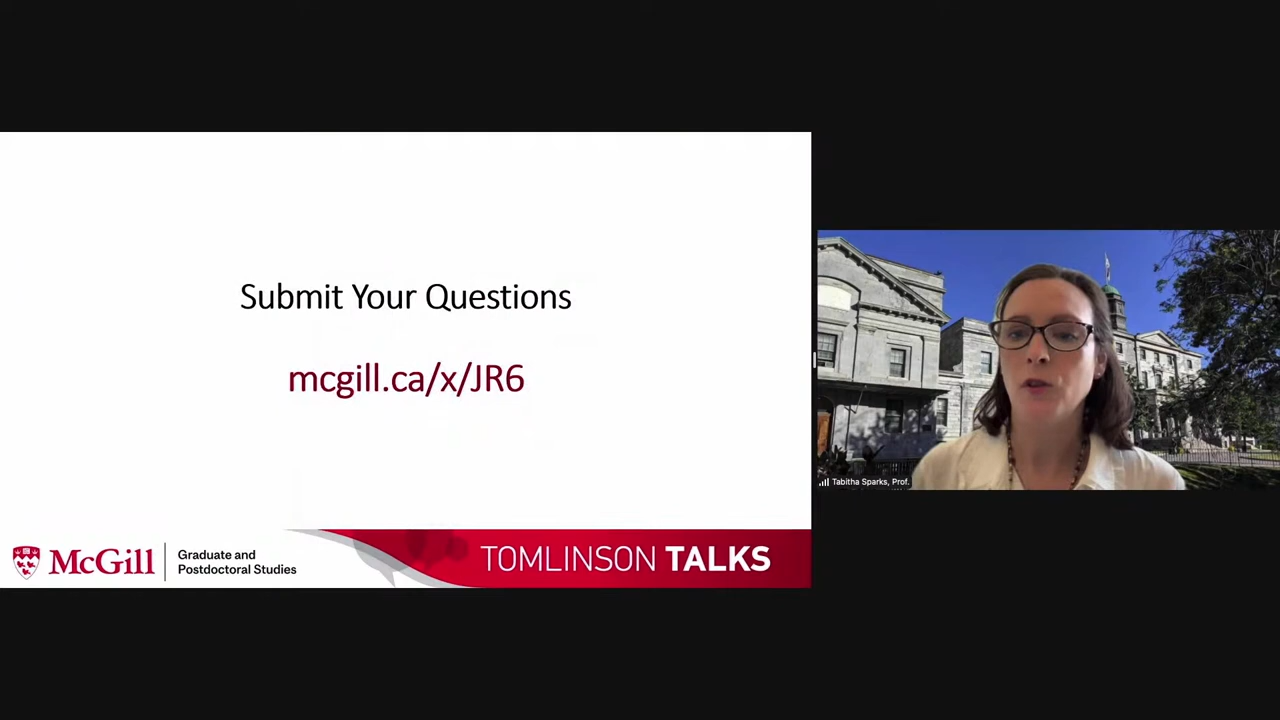 Submit Your Questions
mcgill.ca/x/JR6
McGill
Graduate and
Postdoctoral Studies
TOMLINSON TALKS
Tabitha Sparks, Prof.